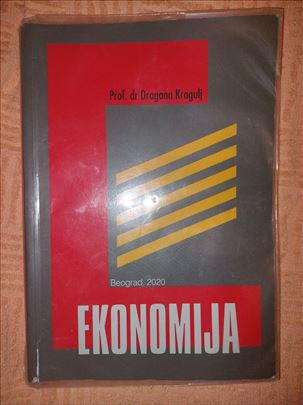 Prof. dr Dragana Kragulj
Beograd, 2020
EKONOMIJA